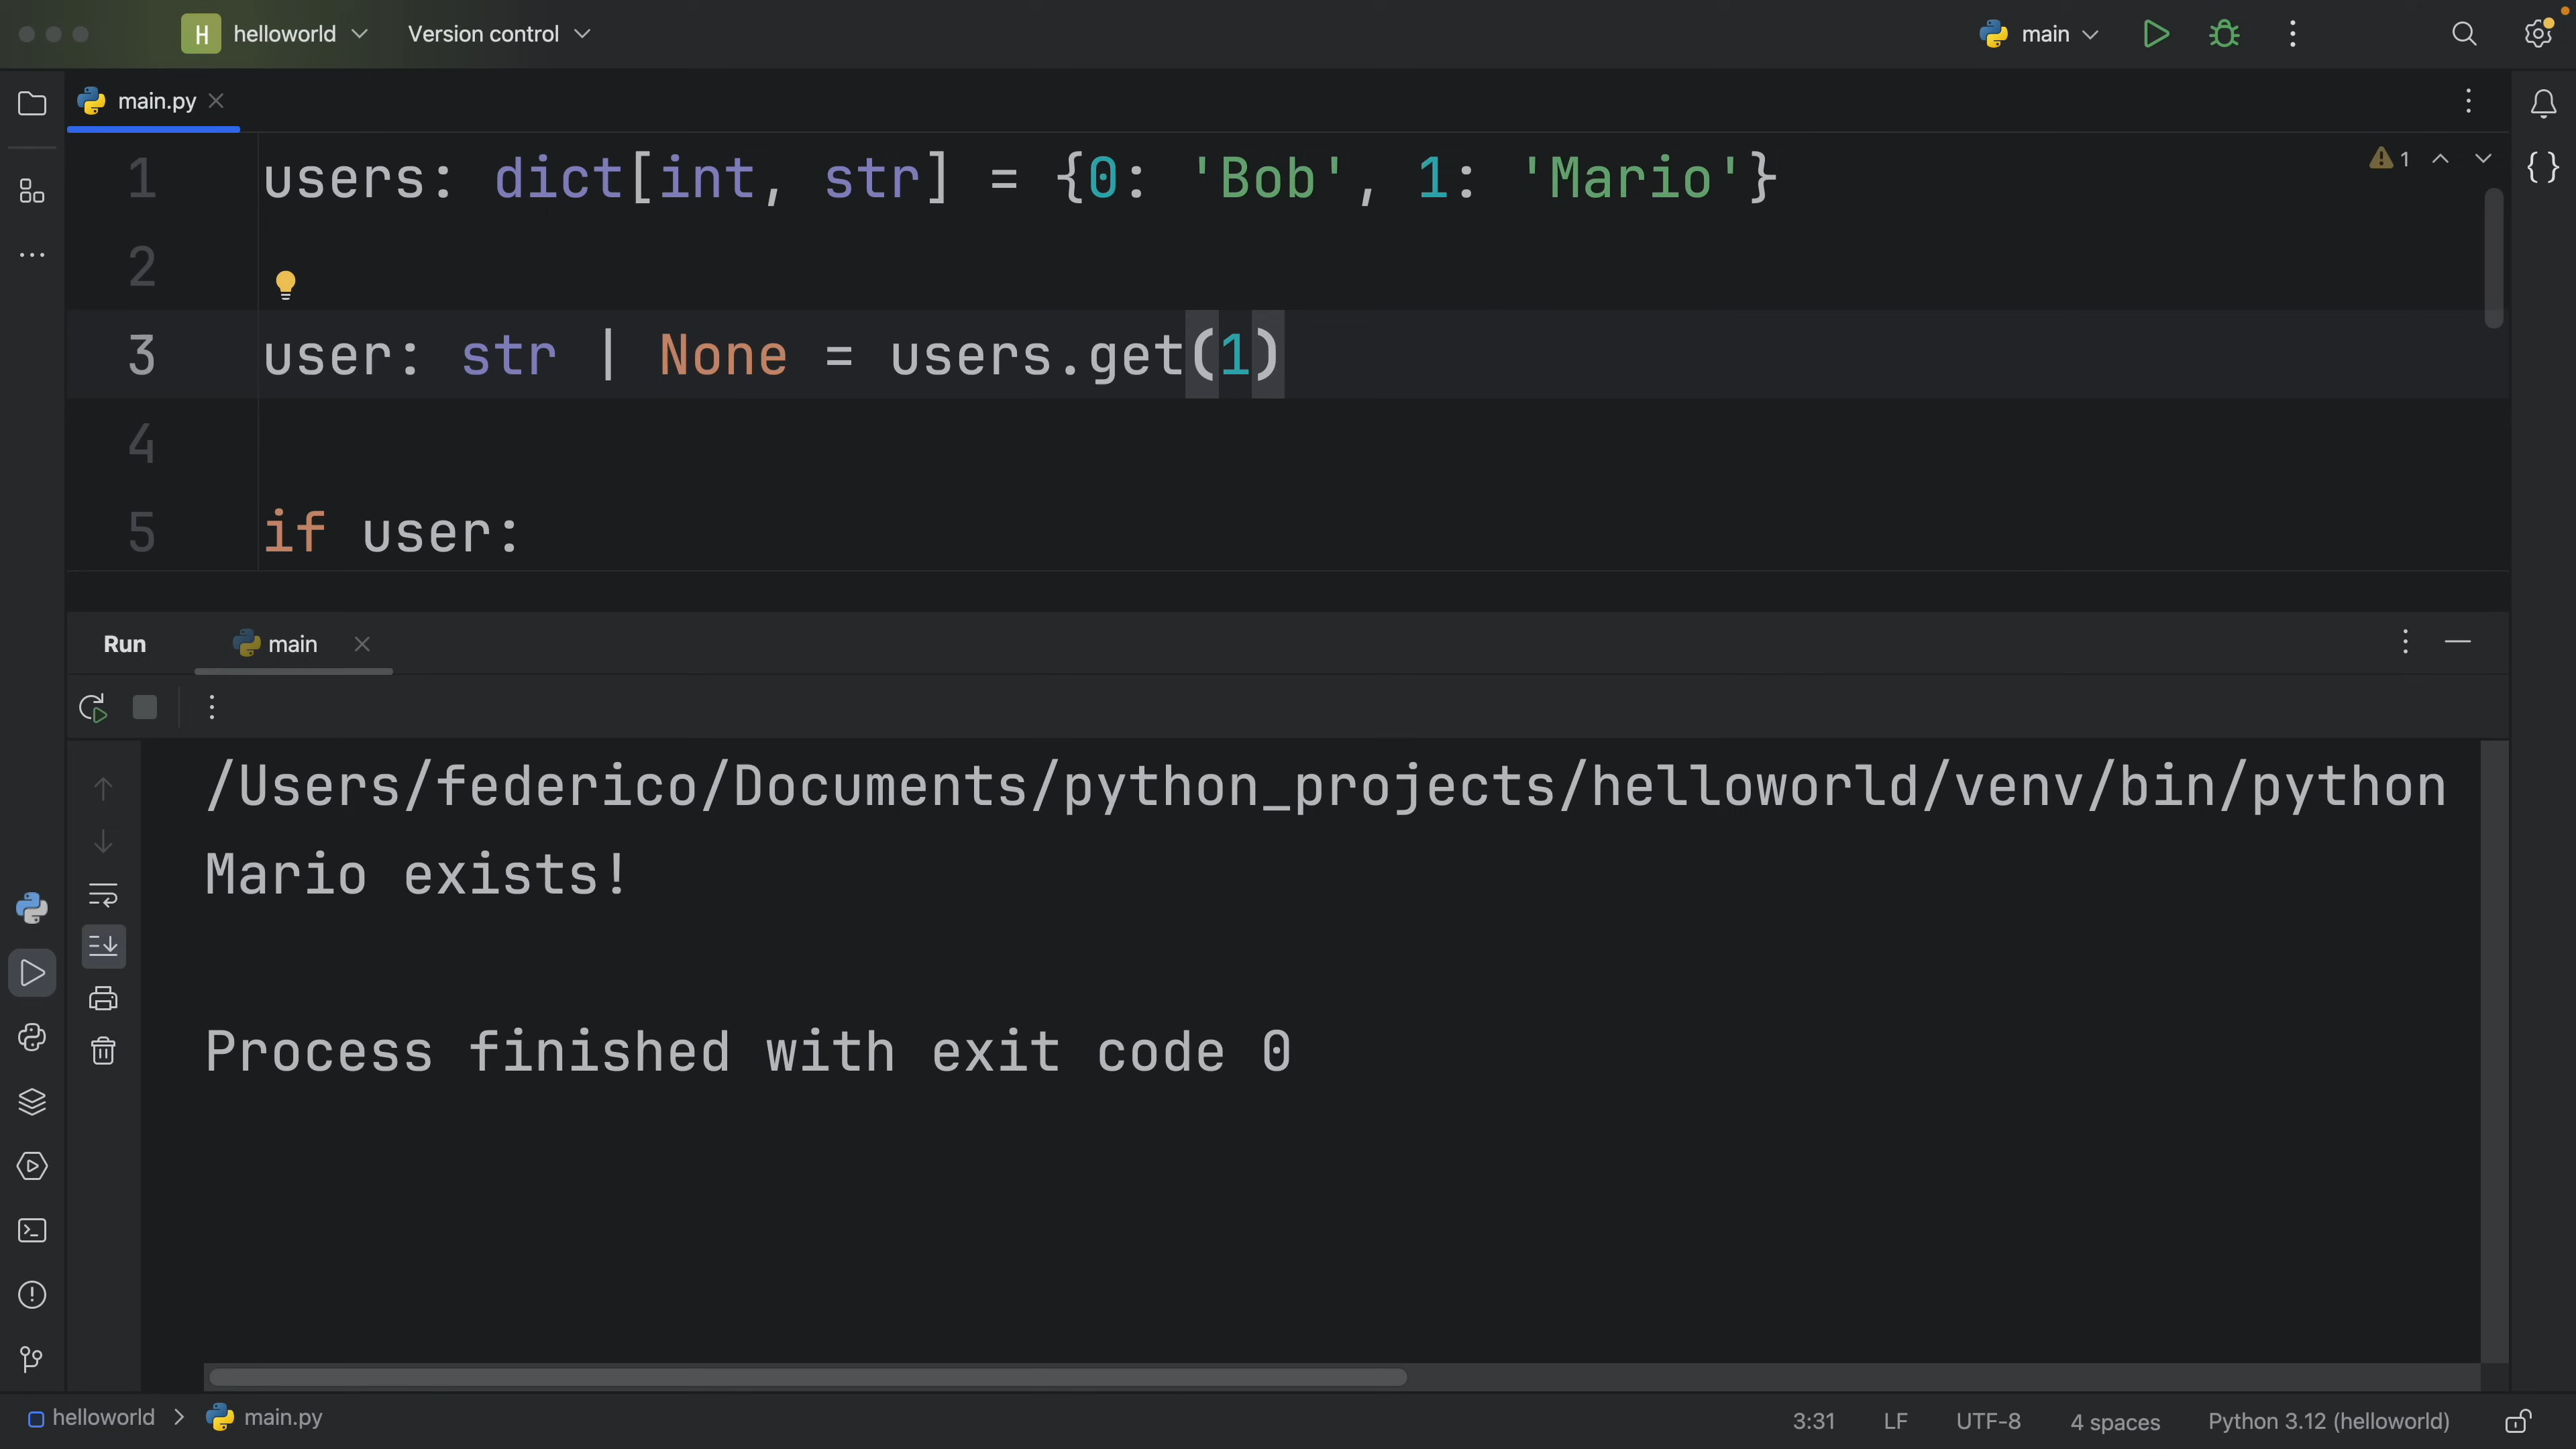 H helloworld Version control main
main.py
1 users: dict[int, str] = {0: 'Bob', 1: 'Mario'}
1
2
3 user: str | None = users.get(1)
4
5 if user:
Run main
/Users/federico/Documents/python_projects/helloworld/venv/bin/python
Mario exists!
Process finished with exit code 0
helloworld > main.py 3:31 LF UTF-8 4 spaces Python 3.12 (helloworld)